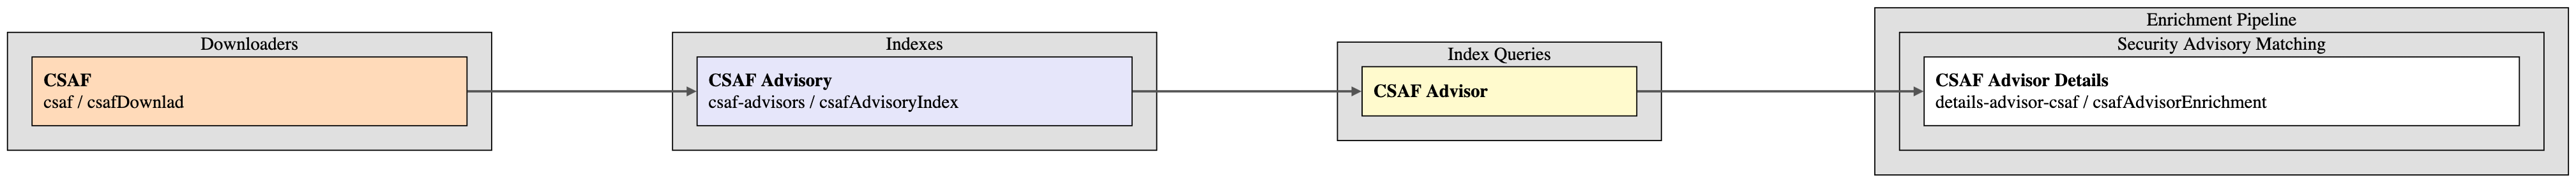 Downloaders
CSAF
csaf / csafDownlad
Indexes
CSAF Advisory
csaf-advisors / csafAdvisoryIndex
Index Queries
CSAF Advisor
Enrichment Pipeline
Security Advisory Matching
CSAF Advisor Details
details-advisor-csaf / csafAdvisorEnrichment